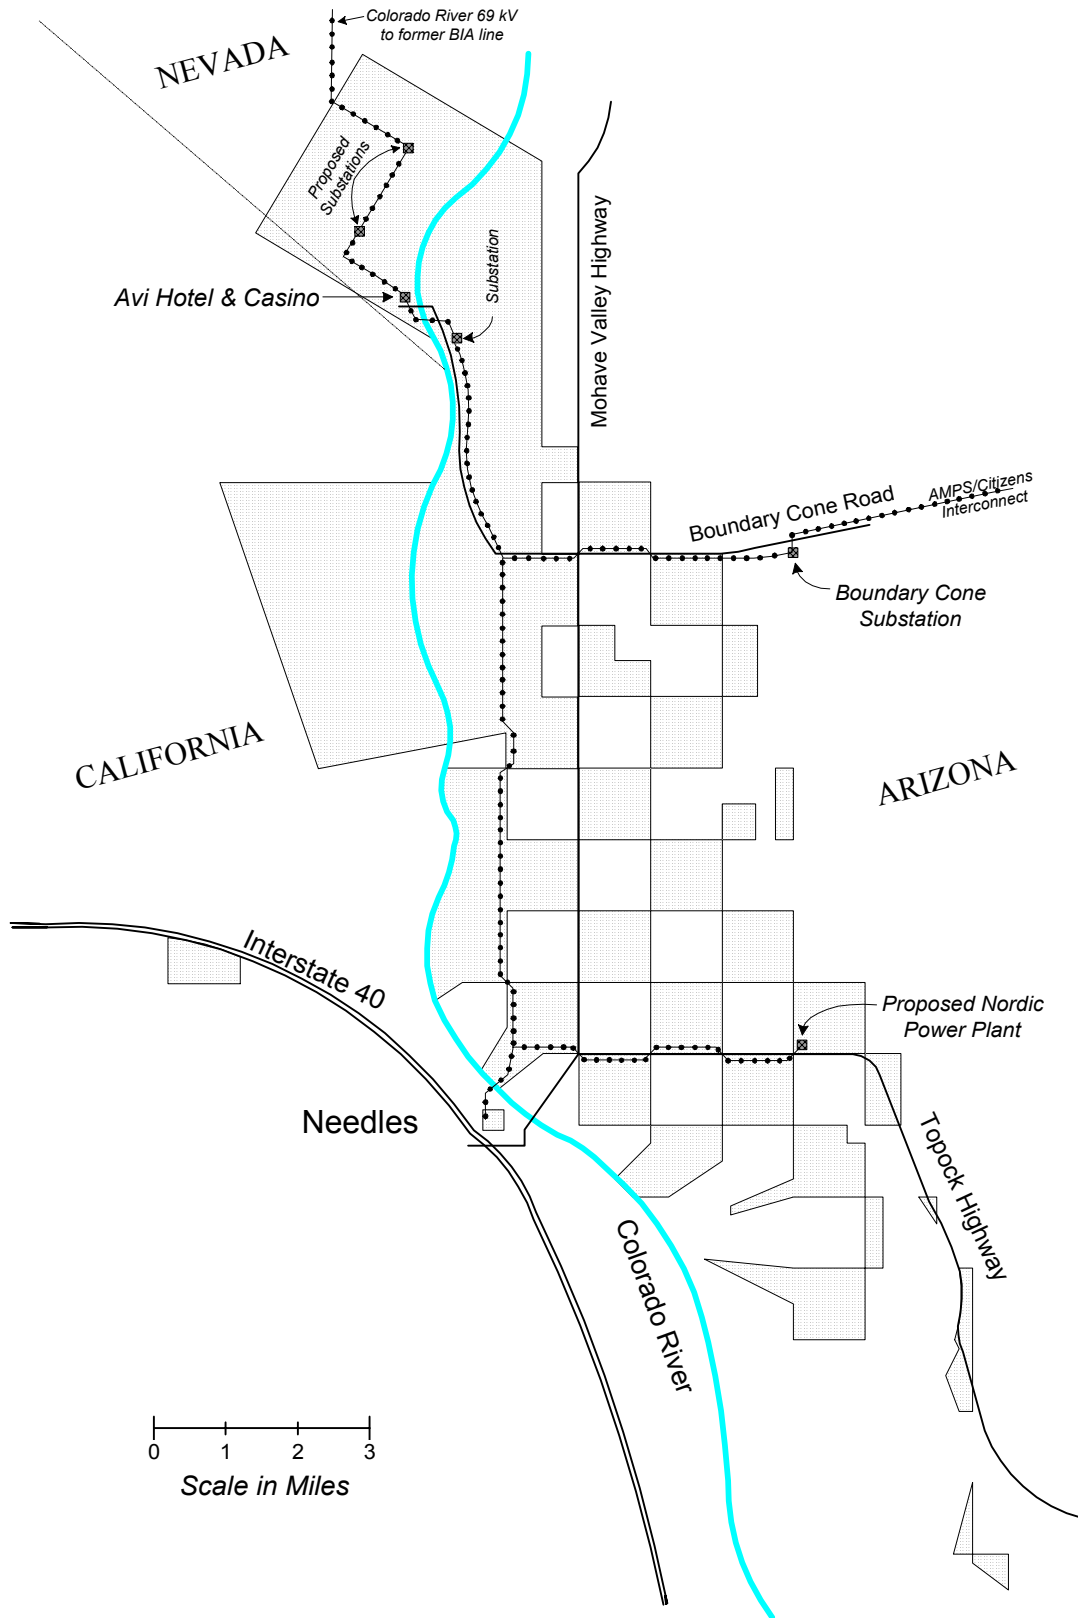 Colorado River 69 kV
to former BIA line
NEVADA
Proposed
Substations
Substation
Avi Hotel & Casino
Mohave Valley Highway
Boundary Cone Road
AMPS/Citizens
Interconnect
Boundary Cone
Substation
CALIFORNIA
ARIZONA
Interstate 40
Proposed Nordic
Power Plant
Needles
Topock Highway
Colorado River
0 1 2 3
Scale in Miles